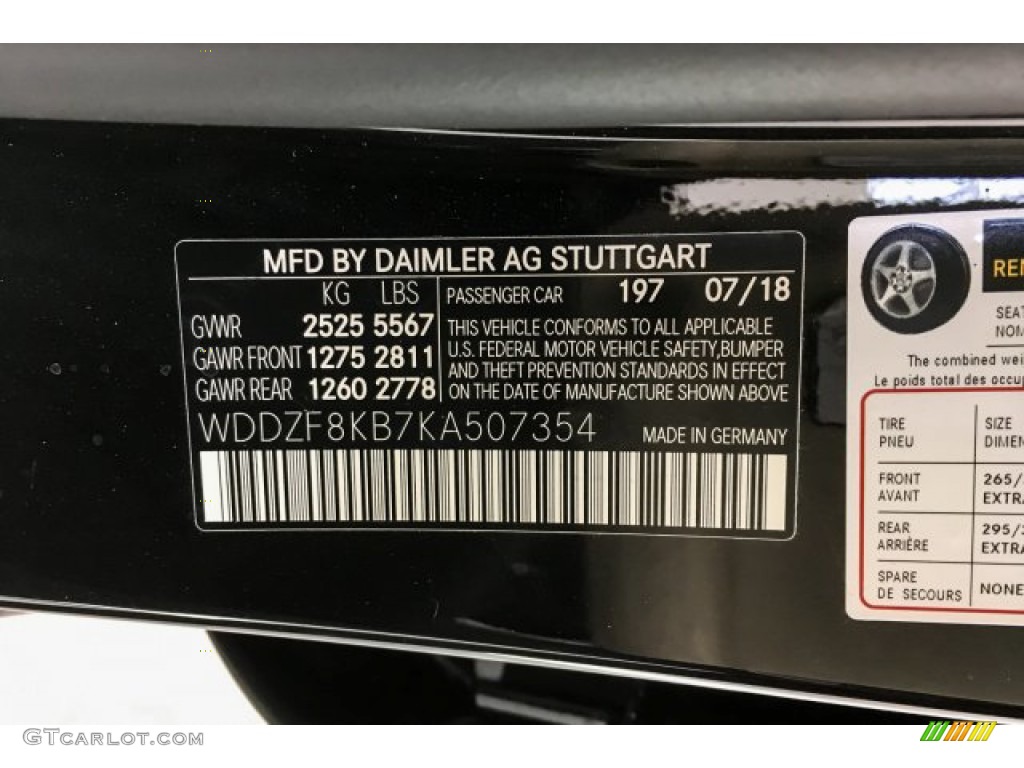 MFD BY DAIMLER AG STUTTGART
KG LBS
GVWR 2525 5567
GAWR FRONT 1275 2811
GAWR REAR 1260 2778
PASSENGER CAR 197 07/18
THIS VEHICLE CONFORMS TO ALL APPLICABLE
U.S. FEDERAL MOTOR VEHICLE SAFETY,BUMPER
AND THEFT PREVENTION STANDARDS IN EFFECT
ON THE DATE OF MANUFACTURE SHOWN ABOVE
WDDZF8KB7KA507354 MADE IN GERMANY
The combined
Le poids total des
TIRE
PNEU
SIZE
FRONT
AVANT
265/
REAR
ARRIÈRE
295/
SPARE
DE SECOURS
NONE
GTCARLOT.COM